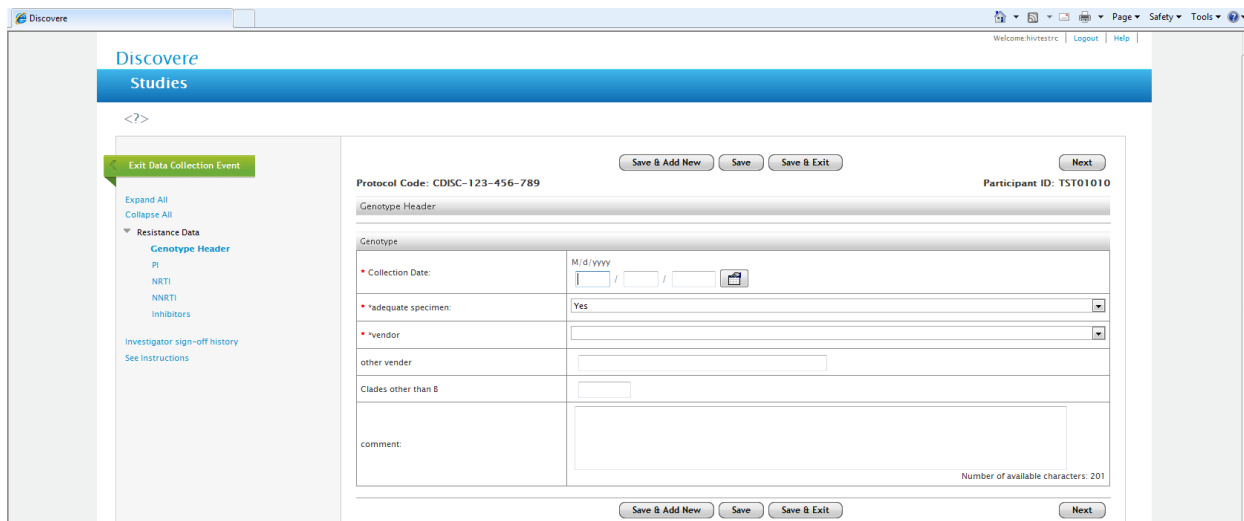 Discovere
Page Safety Tools
Welcome:hivtestrc | Logout | Help |
Discovere
Studies
<?>
Exit Data Collection Event
Save & Add New Save Save & Exit Next
Protocol Code: CDISC-123-456-789 Participant ID: TST01010
Expand All
Collapse All
Resistance Data
Genotype Header
PI
NRTI
NNRTI
Inhibitors
Investigator sign-off history
See Instructions
Genotype Header
Genotype
* Collection Date: M/d/yyyy
/ /
* *adequate specimen: Yes
* *vendor
other vender
Clades other than B
comment:
Number of available characters: 201
Save & Add New Save Save & Exit Next